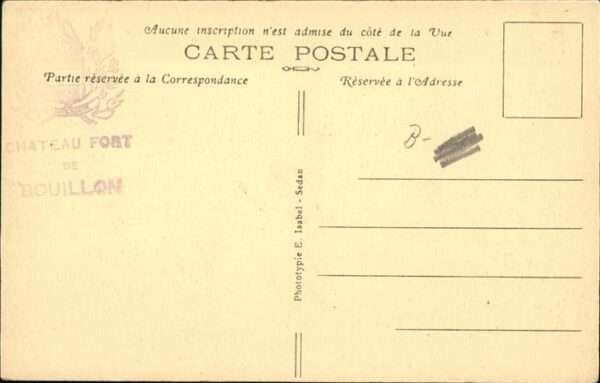 Aucune inscription n'est admise du côté de la Vue
CARTE POSTALE
Partie réservée à la Correspondance
Réservée à l'Adresse
CHATEAU FORT
DE
BOUILLON
B-
Phototypie E. Isabel - Sedan